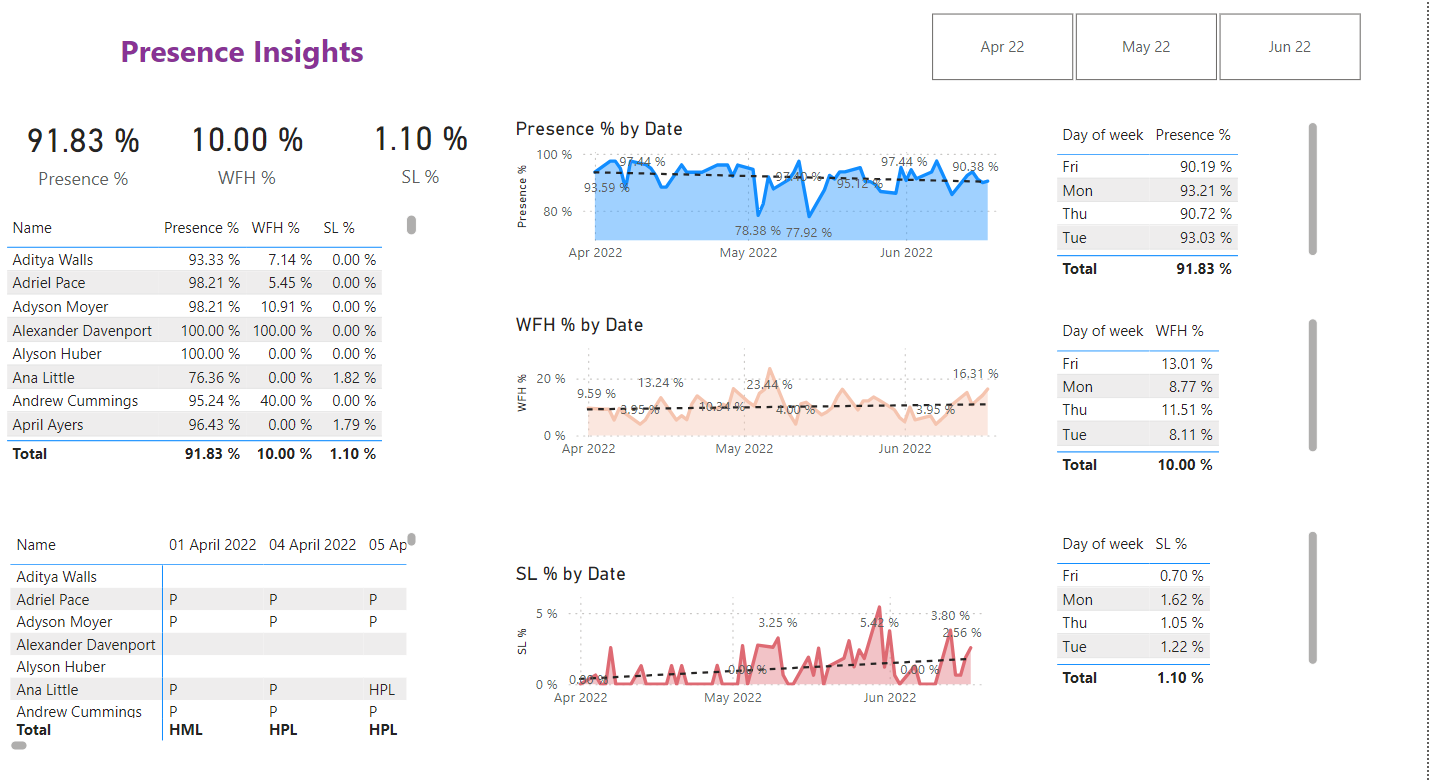 Presence Insights
Apr 22
May 22
Jun 22
91.83 %
Presence %
10.00 %
WFH %
1.10 %
SL %
Name Presence % WFH % SL %
Aditya Walls 93.33 % 7.14 % 0.00 %
Adriel Pace 98.21 % 5.45 % 0.00 %
Adyson Moyer 98.21 % 10.91 % 0.00 %
Alexander Davenport 100.00 % 100.00 % 0.00 %
Alyson Huber 100.00 % 0.00 % 0.00 %
Ana Little 76.36 % 0.00 % 1.82 %
Andrew Cummings 95.24 % 40.00 % 0.00 %
April Ayers 96.43 % 0.00 % 1.79 %
Total 91.83 % 10.00 % 1.10 %
Name 01 April 2022 04 April 2022 05 Ap
Aditya Walls
Adriel Pace P P P
Adyson Moyer P P P
Alexander Davenport
Alyson Huber
Ana Little P P HPL
Andrew Cummings P P P
Total HML HPL HPL
Presence % by Date
Presence %
100 %
80 %
97.44 %
97.44 %
90.38 %
93.59 %
95.12 %
78.38 % 77.92 %
Apr 2022 May 2022 Jun 2022
WFH % by Date
WFH %
20 %
0 %
16.31 %
13.24 %
23.44 %
9.59 %
3.95 %
10.34 %
4.00 %
3.95 %
Apr 2022 May 2022 Jun 2022
SL % by Date
SL %
5 %
0 %
3.25 %
5.42 %
3.80 %
2.56 %
0.00 %
0.00 %
0.00 %
Apr 2022 May 2022 Jun 2022
Day of week Presence %
Fri 90.19 %
Mon 93.21 %
Thu 90.72 %
Tue 93.03 %
Total 91.83 %
Day of week WFH %
Fri 13.01 %
Mon 8.77 %
Thu 11.51 %
Tue 8.11 %
Total 10.00 %
Day of week SL %
Fri 0.70 %
Mon 1.62 %
Thu 1.05 %
Tue 1.22 %
Total 1.10 %